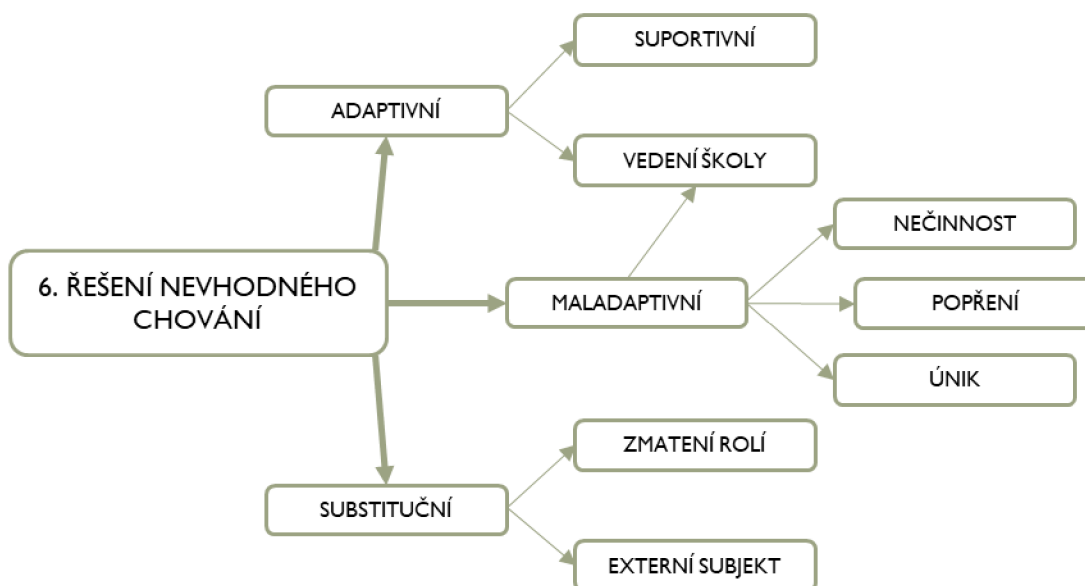 SUPORTIVNÍ
ADAPTIVNÍ
VEDENÍ ŠKOLY
NEČINNOST
6. ŘEŠENÍ NEVHODNÉHO
CHOVÁNÍ
MALADAPTIVNÍ
POPŘENÍ
ÚNIK
ZMATENÍ ROLÍ
SUBSTITUČNÍ
EXTERNÍ SUBJEKT